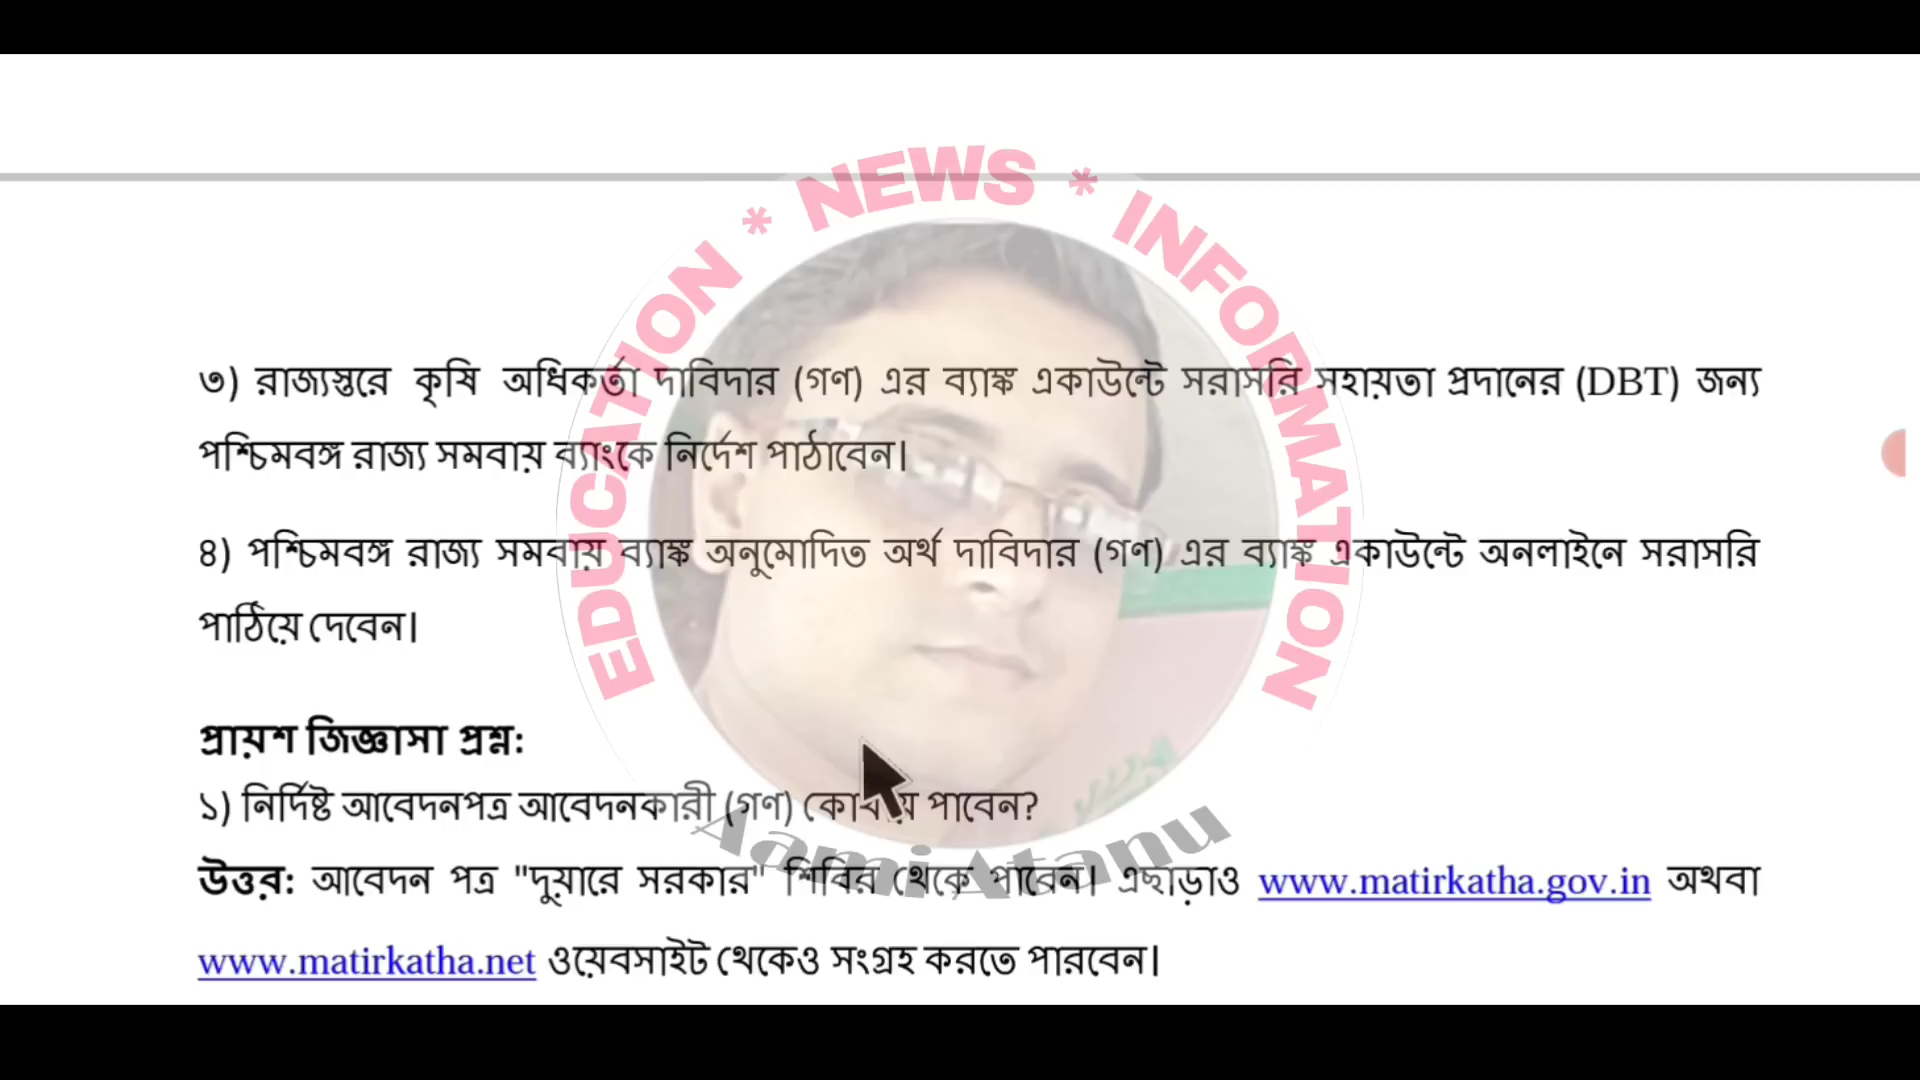 EDUCATION * NEWS * INFORMATION
৩) রাজ্যস্তরে কৃষি অধিকর্তা দাবিদার (গণ) এর ব্যাঙ্ক একাউন্টে সরাসরি সহায়তা প্রদানের (DBT) জন্য
পশ্চিমবঙ্গ রাজ্য সমবায় ব্যাংকে নির্দেশ পাঠাবেন।
৪) পশ্চিমবঙ্গ রাজ্য সমবায় ব্যাঙ্ক অনুমোদিত অর্থ দাবিদার (গণ) এর ব্যাঙ্ক একাউন্টে অনলাইনে সরাসরি
পাঠিয়ে দেবেন।
প্রায়শ জিজ্ঞাসা প্রশ্ন:
১) নির্দিষ্ট আবেদনপত্র আবেদনকারী (গণ) কোথায় পাবেন?
Aami Atanu
উত্তর: আবেদন পত্র "দুয়ারে সরকার" শিবির থেকে পাবেন। এছাড়াও www.matirkatha.gov.in অথবা
www.matirkatha.net ওয়েবসাইট থেকেও সংগ্রহ করতে পারবেন।